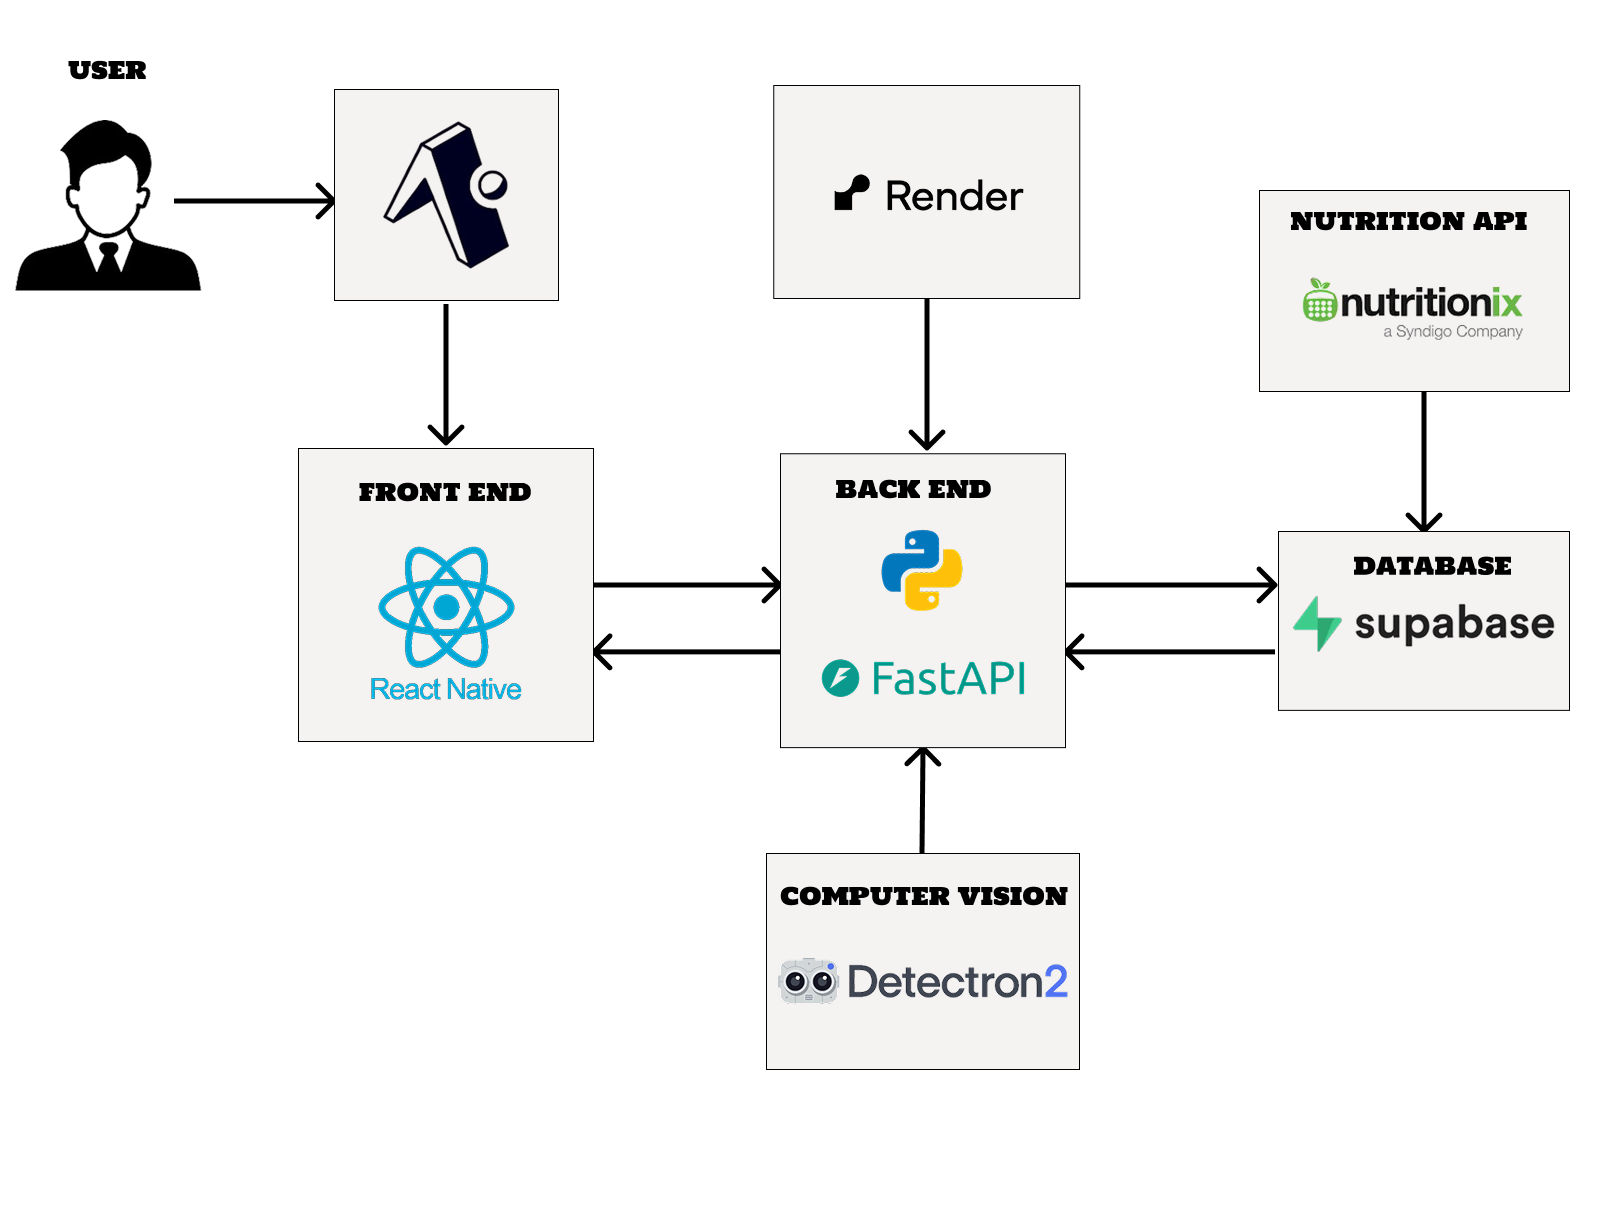 USER
Render
NUTRITION API
nutritionix
a Syndigo Company
FRONT END
React Native
BACK END
FastAPI
DATABASE
supabase
COMPUTER VISION
Detectron2